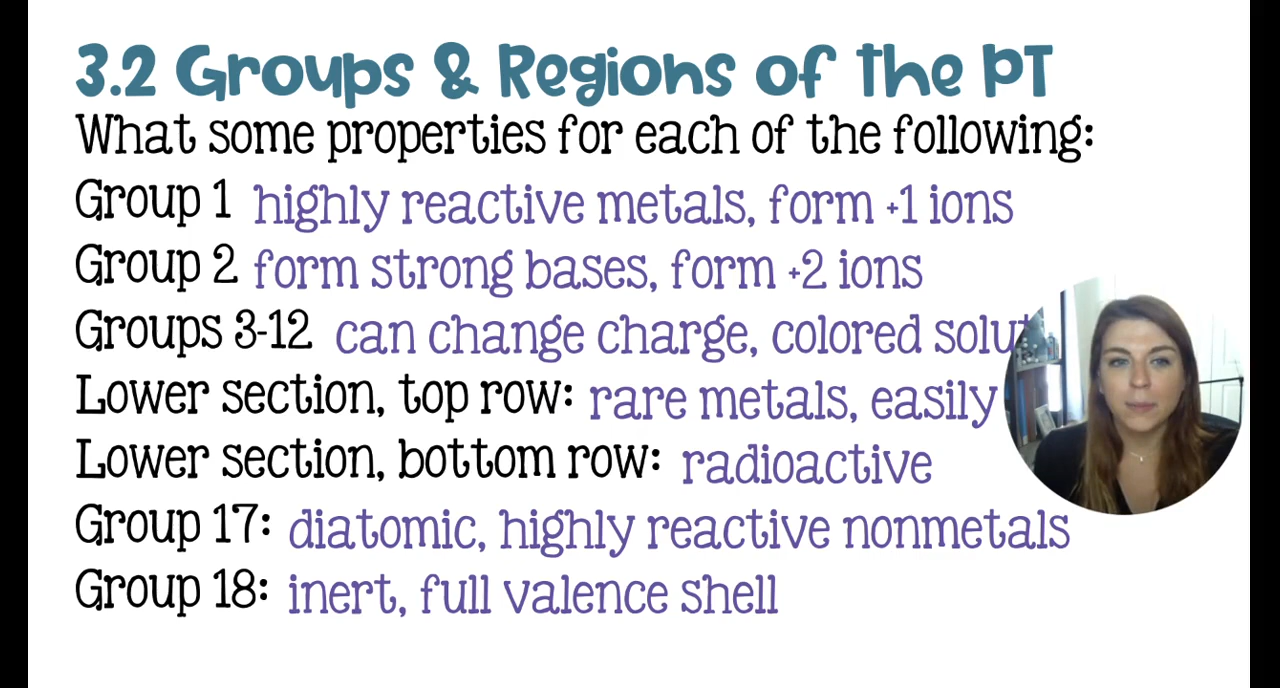 3.2 Groups & Regions of the PT
What some properties for each of the following:
Group 1 highly reactive metals, form +1 ions
Group 2 form strong bases, form +2 ions
Groups 3-12 can change charge, colored
Lower section, top row: rare metals, easily
Lower section, bottom row: radioactive
Group 17: diatomic, highly reactive nonmetals
Group 18: inert, full valence shell